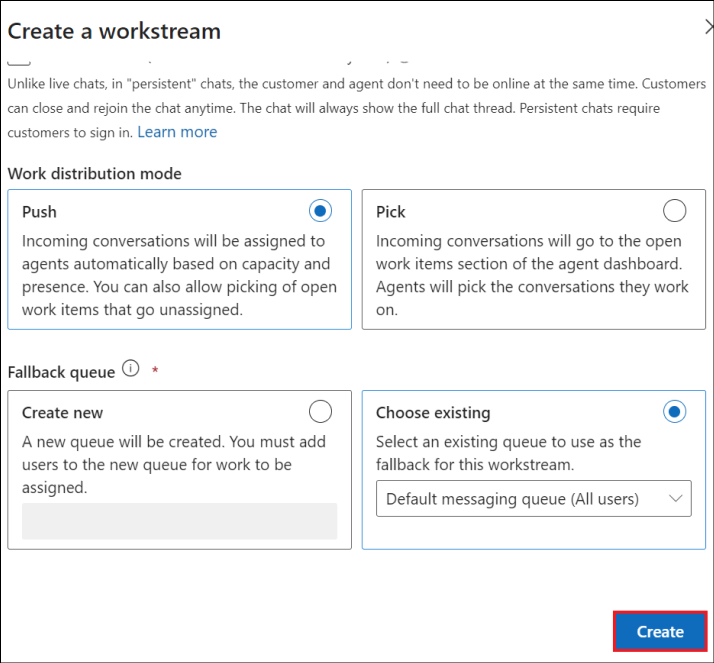 Create a workstream
Unlike live chats, in "persistent" chats, the customer and agent don't need to be online at the same time. Customers
can close and rejoin the chat anytime. The chat will always show the full chat thread. Persistent chats require
customers to sign in. Learn more
Work distribution mode
Push
Incoming conversations will be assigned to
agents automatically based on capacity and
presence. You can also allow picking of open
work items that go unassigned.
Pick
Incoming conversations will go to the open
work items section of the agent dashboard.
Agents will pick the conversations they work
on.
Fallback queue *
Create new
A new queue will be created. You must add
users to the new queue for work to be
assigned.
Choose existing
Select an existing queue to use as the
fallback for this workstream.
Default messaging queue (All users)
Create